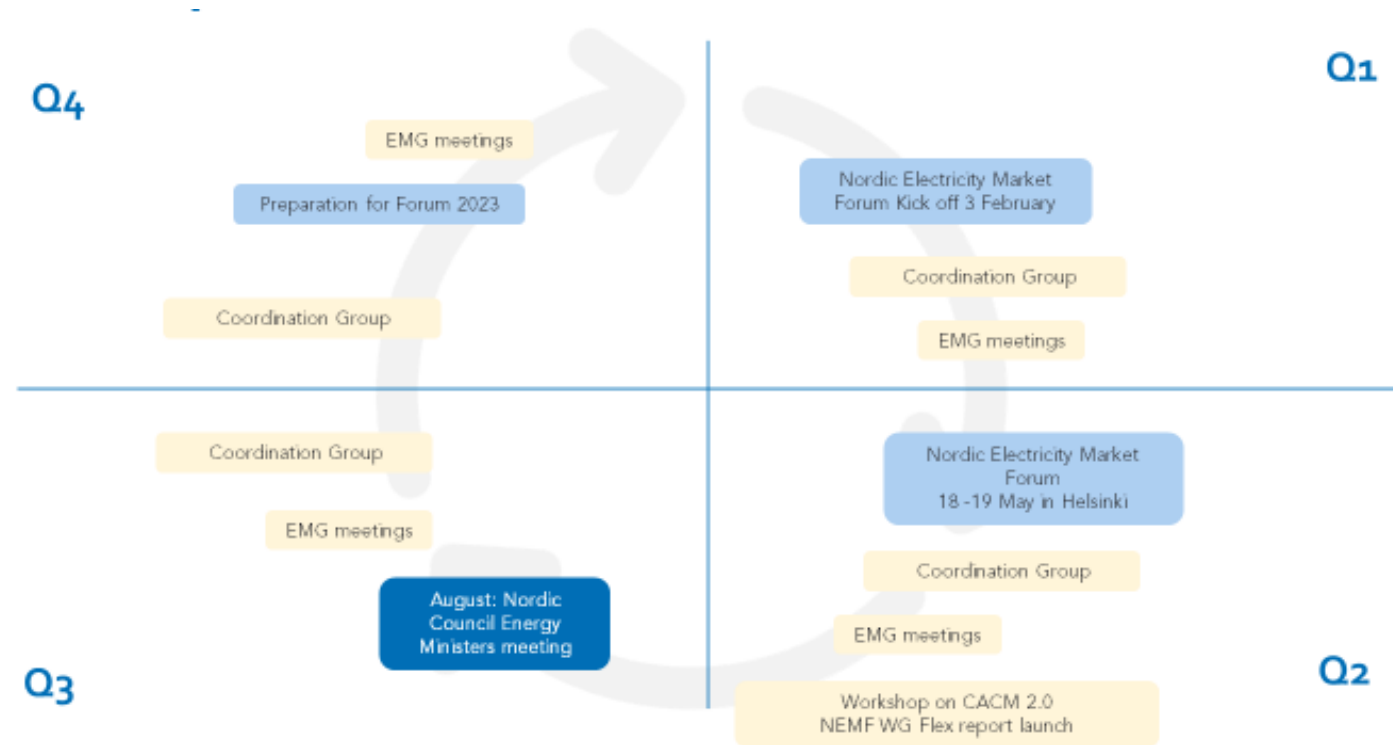 Q4
EMG meetings
Preparation for Forum 2023
Coordination Group
Q1
Nordic Electricity Market
Forum Kick off 3 February
Coordination Group
EMG meetings
Coordination Group
EMG meetings
August: Nordic
Council Energy
Ministers meeting
Q3
Nordic Electricity Market
Forum
18 -19 May in Helsinki
Coordination Group
EMG meetings
Workshop on CACM 2.0
NEMF WG Flex report launch
Q2